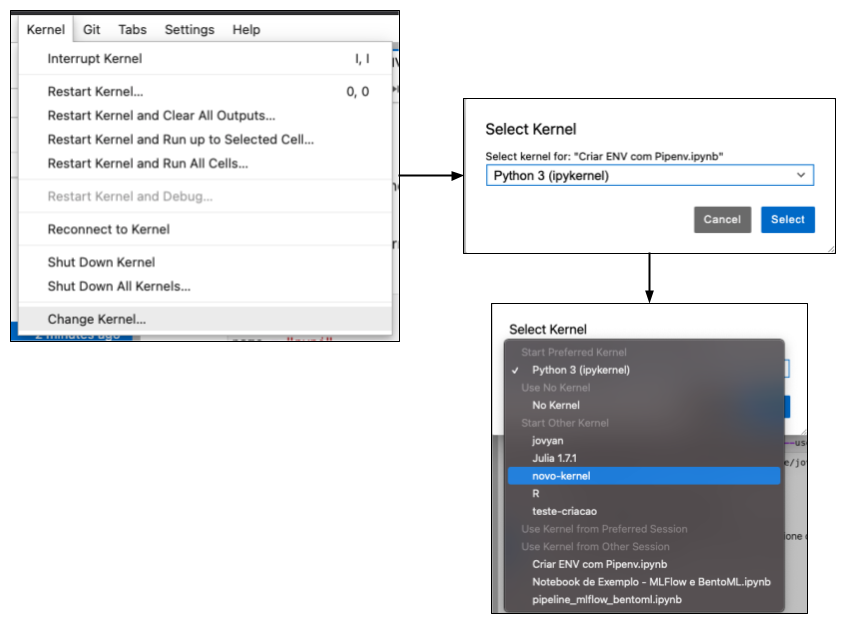 Kernel Git Tabs Settings Help
Interrupt Kernel I, I
Restart Kernel... 0, 0
Restart Kernel and Clear All Outputs...
Restart Kernel and Run up to Selected Cell...
Restart Kernel and Run All Cells...
Restart Kernel and Debug...
Reconnect to Kernel
Shut Down Kernel
Shut Down All Kernels...
Change Kernel...
2 minutes ago
Select Kernel
Select kernel for: "Criar ENV com Pipenv.ipynb"
Python 3 (ipykernel)
Cancel Select
Select Kernel
Start Preferred Kernel
✓ Python 3 (ipykernel)
Use No Kernel
No Kernel
Start Other Kernel
jovyan
Julia 1.7.1
novo-kernel
R
teste-criacao
Use Kernel from Preferred Session
Use Kernel from Other Session
Criar ENV com Pipenv.ipynb
Notebook de Exemplo - MLFlow e BentoML.ipynb
pipeline_mlflow_bentoml.ipynb